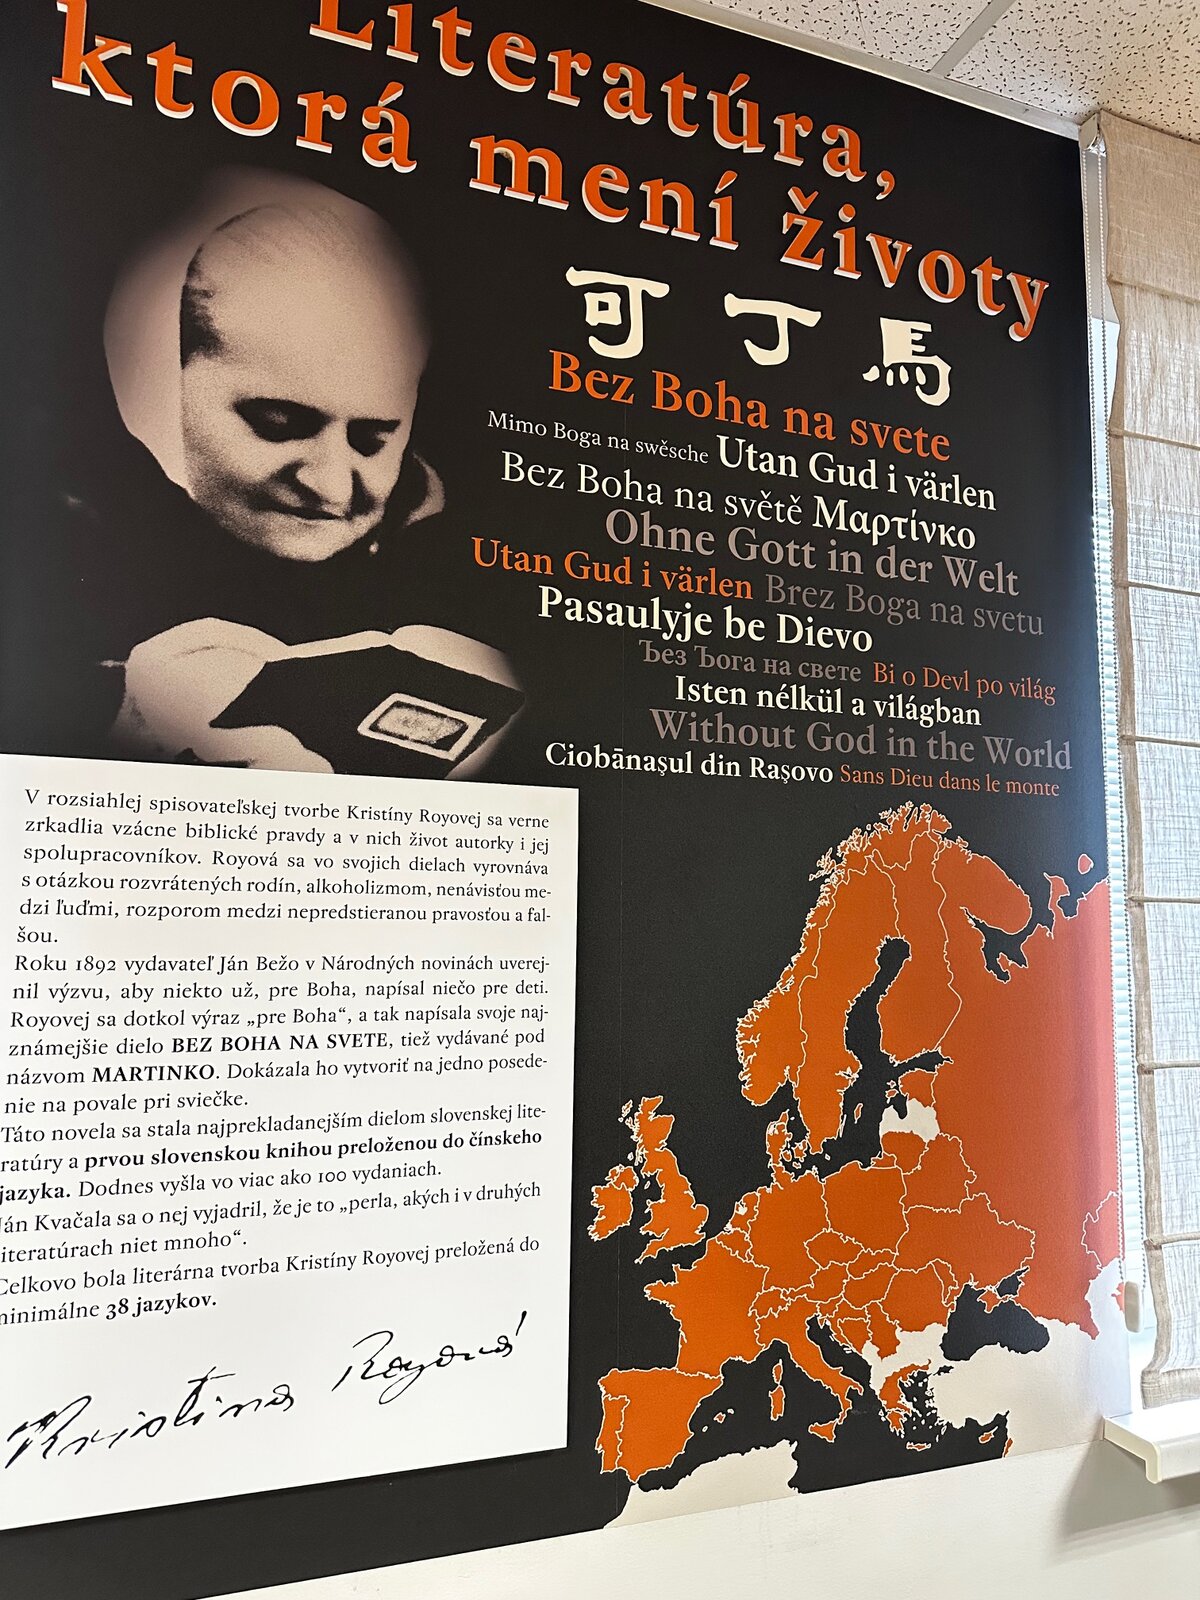 Literatúra,
ktorá mení životy
可丁馬
Bez Boha na svete
Mimo Boga na swěsche Utan Gud i värlen
Bez Boha na světě Μαρτίνκο
Ohne Gott in der Welt
Utan Gud i värlen Brez Boga na svetu
Pasaulyje be Dievo
Ђез Ђога на свете Bi o Devl po világ
Isten nélkül a világban
Without God in the World
Ciobānaşul din Raşovo Sans Dieu dans le monte
V rozsiahlej spisovateľskej tvorbe Kristíny Royovej sa verne
zrkadlia vzácne biblické pravdy a v nich život autorky i jej
spolupracovníkov. Royová sa vo svojich dielach vyrovnáva
s otázkou rozvrátených rodín, alkoholizmom, nenávisťou me-
dzi ľuďmi, rozporom medzi nepredstieranou pravosťou a fal-
šou.
Roku 1892 vydavateľ Ján Bežo v Národných novinách uverej-
nil výzvu, aby niekto už, pre Boha, napísal niečo pre deti.
Royovej sa dotkol výraz „pre Boha“, a tak napísala svoje naj-
známejšie dielo BEZ BOHA NA SVETE, tiež vydávané pod
názvom MARTINKO. Dokázala ho vytvoriť na jedno posede-
nie na povale pri sviečke.
Táto novela sa stala najprekladanejším dielom slovenskej lite-
ratúry a prvou slovenskou knihou preloženou do čínskeho
jazyka. Dodnes vyšla vo viac ako 100 vydaniach.
Ján Kvačala sa o nej vyjadril, že je to „perla, akých i v druhých
literatúrach niet mnoho“.
Celkovo bola literárna tvorba Kristíny Royovej preložená do
minimálne 38 jazykov.
Kristína Royová